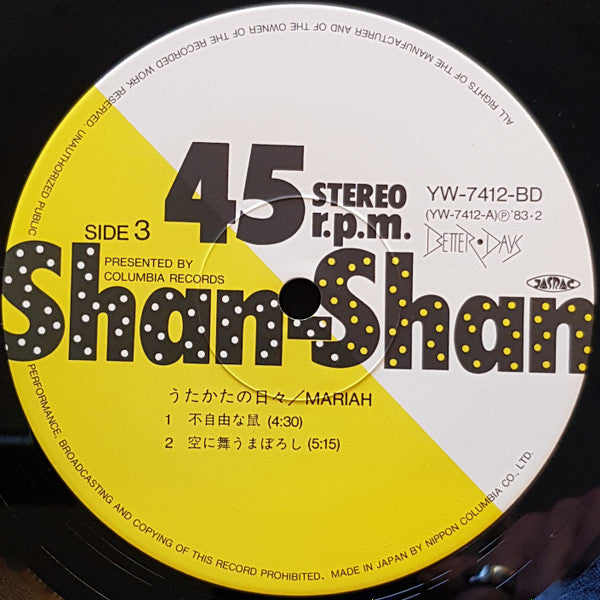 ALL RIGHTS OF THE MANUFACTURER AND OF THE OWNER OF THE RECORDED WORK RESERVED. UNAUTHORIZED PUBLIC PERFORMANCE, BROADCASTING AND COPYING OF THIS RECORD PROHIBITED. MADE IN JAPAN BY NIPPON COLUMBIA CO., LTD.
45 STEREO r.p.m.
YW-7412-BD
(YW-7412-A)Ⓟ'83・2
SIDE 3
BETTER・DAYS
PRESENTED BY
COLUMBIA RECORDS
JASRAC
Shan-Shan
うたかたの日々/MARIAH
1 不自由な鼠 (4:30)
2 空に舞うまぼろし (5:15)